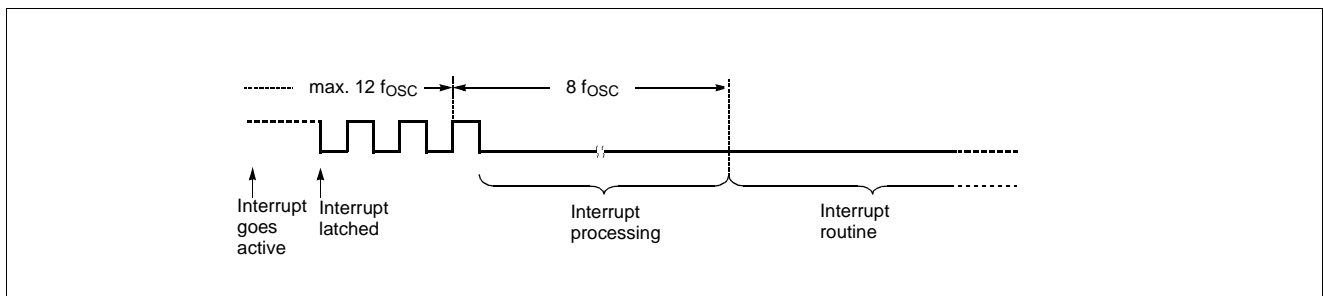 max. 12 fOSC
8 fOSC
Interrupt
goes
active
Interrupt
latched
Interrupt
processing
Interrupt
routine